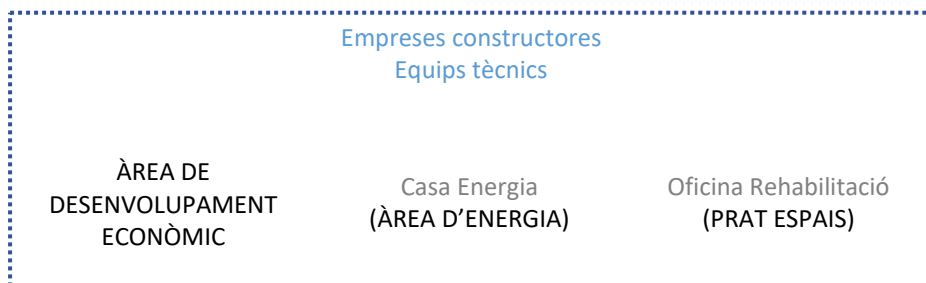 Empreses constructores
Equips tècnics
ÀREA DE
DESENVOLUPAMENT
ECONÒMIC
Casa Energia
(ÀREA D’ENERGIA)
Oficina Rehabilitació
(PRAT ESPAIS)